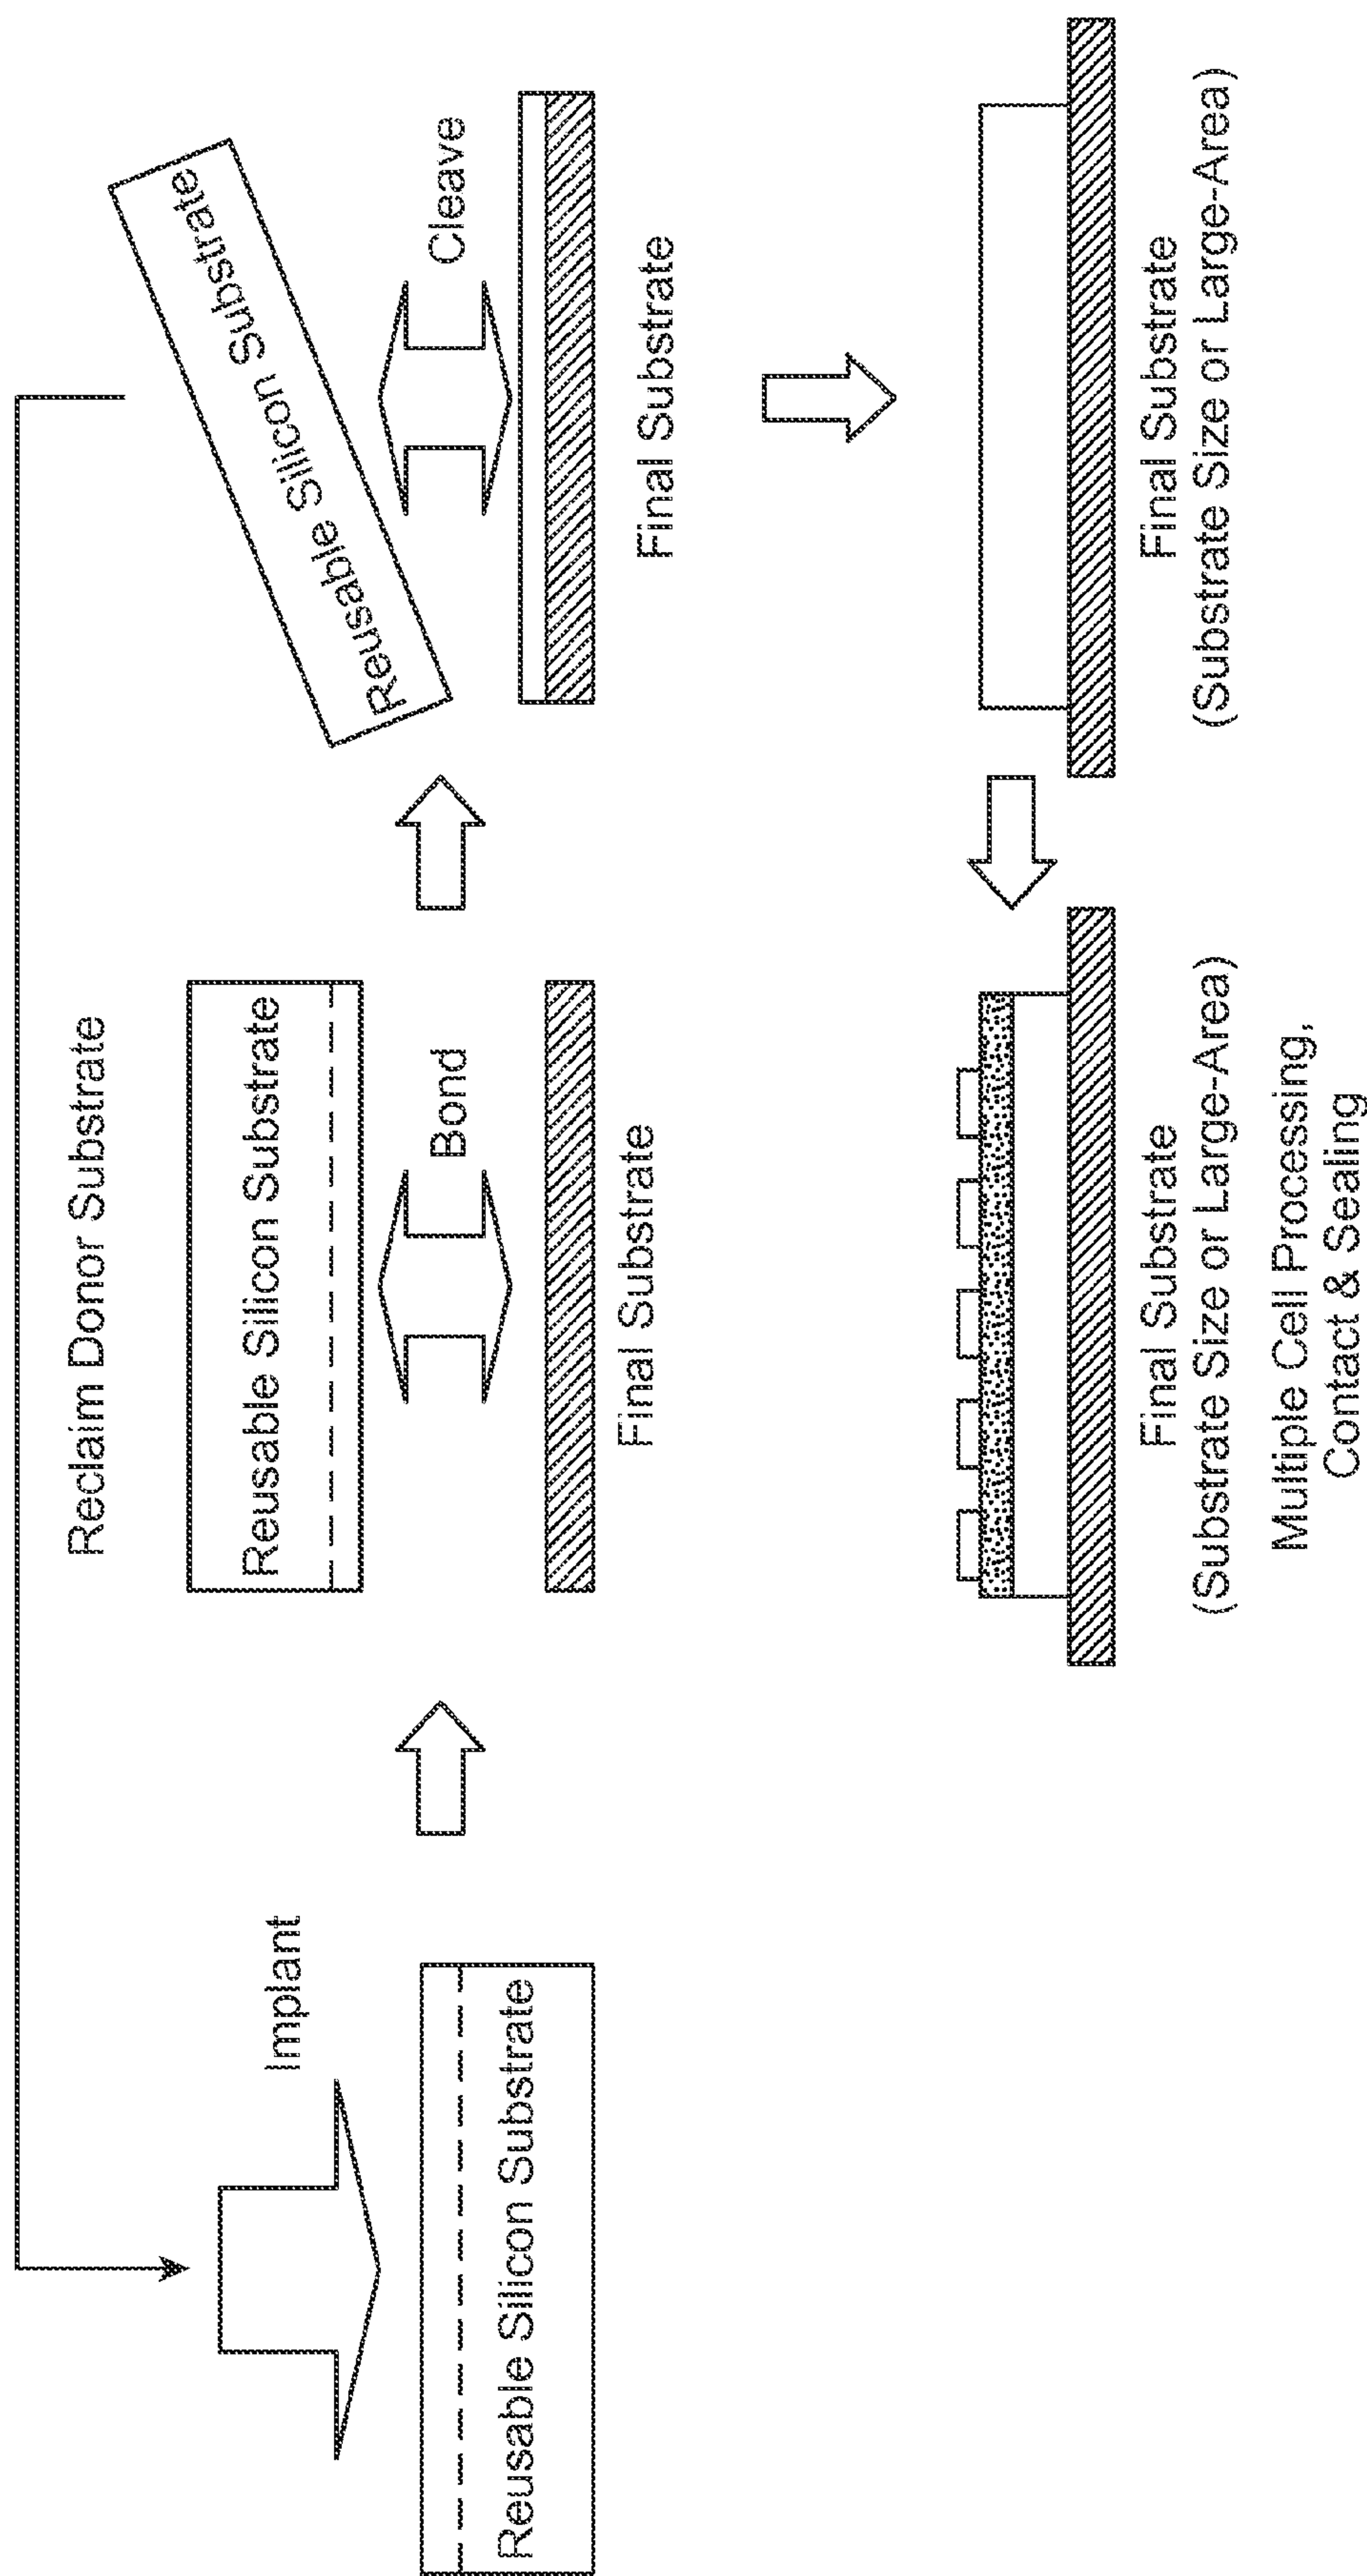 Reclaim Donor Substrate
Implant
Reusable Silicon Substrate
Reusable Silicon Substrate
Bond
Final Substrate
Reusable Silicon Substrate
Cleave
Final Substrate
Final Substrate
(Substrate Size or Large-Area)
Final Substrate
(Substrate Size or Large-Area)
Multiple Cell Processing,
Contact & Sealing